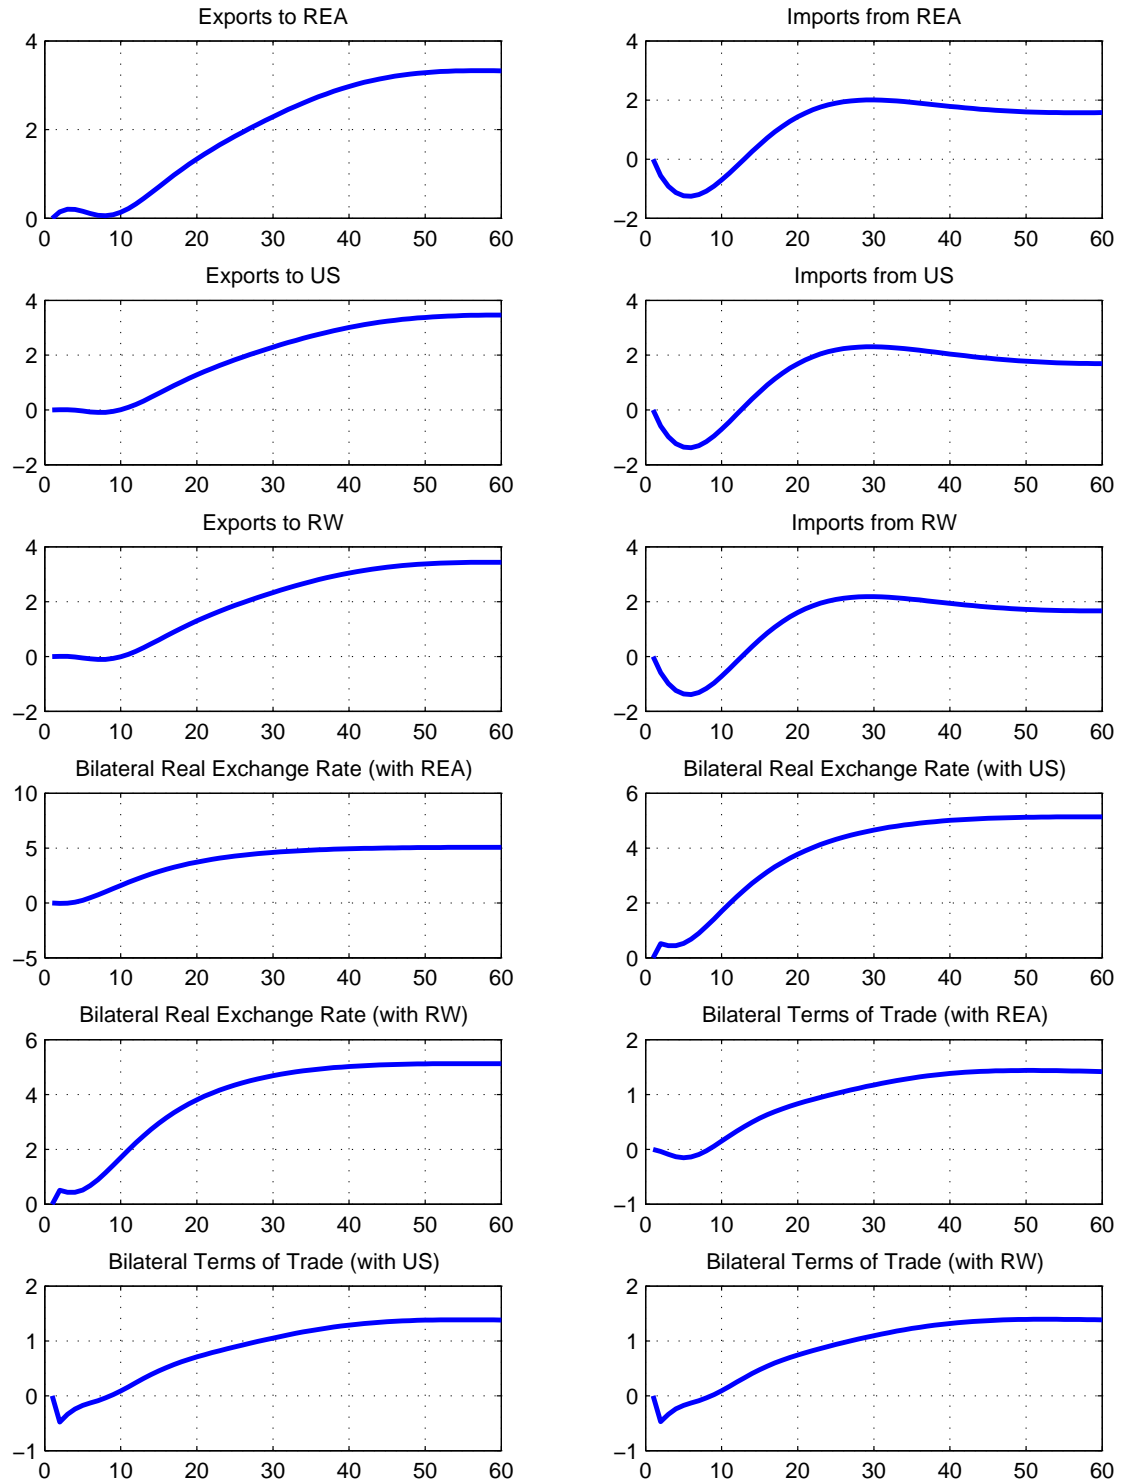 Exports to REA
4
2
0
0 10 20 30 40 50 60
Imports from REA
4
2
0
−2
0 10 20 30 40 50 60
Exports to US
4
2
0
−2
0 10 20 30 40 50 60
Imports from US
4
2
0
−2
0 10 20 30 40 50 60
Exports to RW
4
2
0
−2
0 10 20 30 40 50 60
Imports from RW
4
2
0
−2
0 10 20 30 40 50 60
Bilateral Real Exchange Rate (with REA)
10
5
0
−5
0 10 20 30 40 50 60
Bilateral Real Exchange Rate (with US)
6
4
2
0
0 10 20 30 40 50 60
Bilateral Real Exchange Rate (with RW)
6
4
2
0
0 10 20 30 40 50 60
Bilateral Terms of Trade (with REA)
2
1
0
−1
0 10 20 30 40 50 60
Bilateral Terms of Trade (with US)
2
1
0
−1
0 10 20 30 40 50 60
Bilateral Terms of Trade (with RW)
2
1
0
−1
0 10 20 30 40 50 60